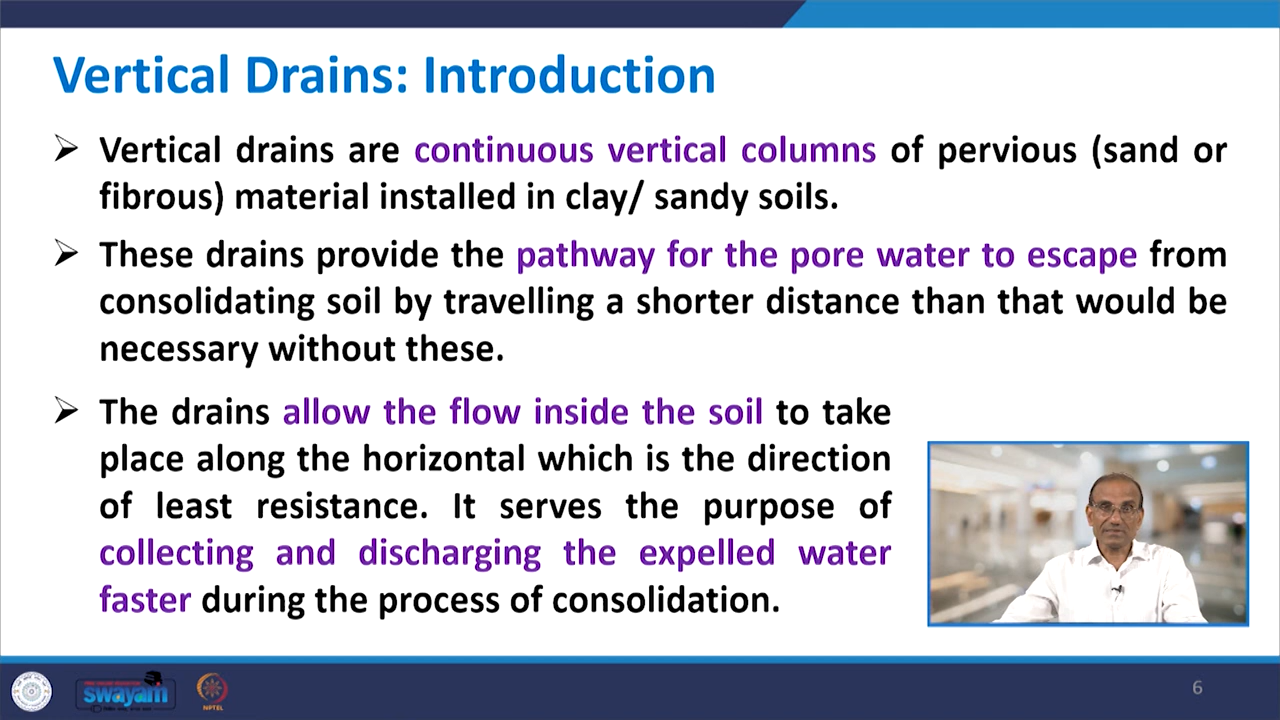 Vertical Drains: Introduction
➢ Vertical drains are continuous vertical columns of pervious (sand or
fibrous) material installed in clay/ sandy soils.
➢ These drains provide the pathway for the pore water to escape from
consolidating soil by travelling a shorter distance than that would be
necessary without these.
➢ The drains allow the flow inside the soil to take
place along the horizontal which is the direction
of least resistance. It serves the purpose of
collecting and discharging the expelled water
faster during the process of consolidation.
swayam
NPTEL
6